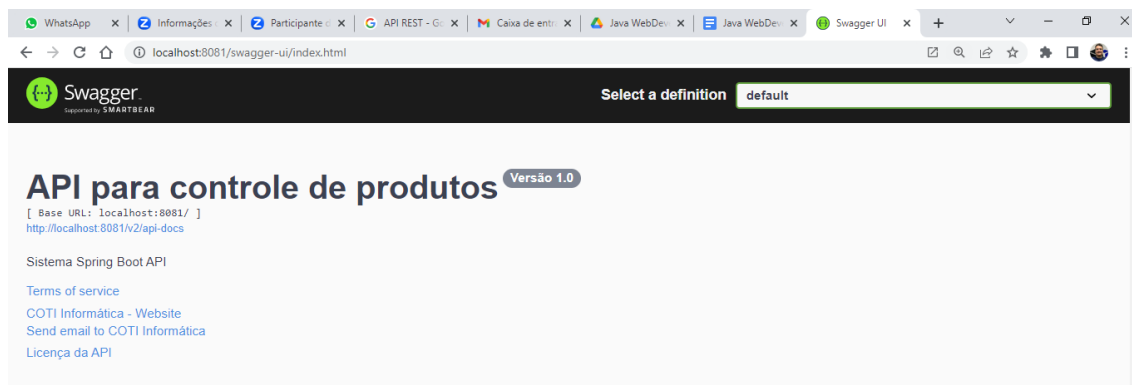 WhatsApp Informações Participante API REST - Go Caixa de entr Java WebDev Java WebDev Swagger UI
localhost:8081/swagger-ui/index.html
Swagger.
Supported by SMARTBEAR
Select a definition default
API para controle de produtos Versão 1.0
[ Base URL: localhost:8081/ ]
http://localhost:8081/v2/api-docs
Sistema Spring Boot API
Terms of service
COTI Informática - Website
Send email to COTI Informática
Licença da API